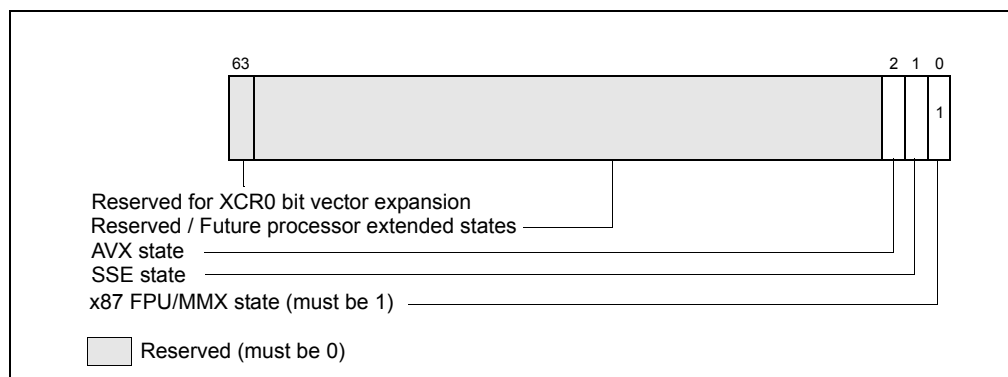 63 2 1 0
1
Reserved for XCR0 bit vector expansion
Reserved / Future processor extended states
AVX state
SSE state
x87 FPU/MMX state (must be 1)
Reserved (must be 0)